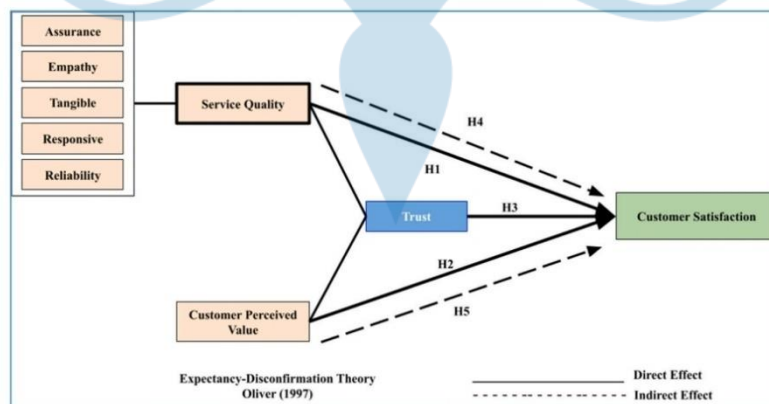 Assurance
Empathy
Tangible
Responsive
Reliability
Service Quality
H4
H1
Trust
H3
Customer Satisfaction
H2
Customer Perceived
Value
H5
Expectancy-Disconfirmation Theory
Oliver (1997)
Direct Effect
Indirect Effect